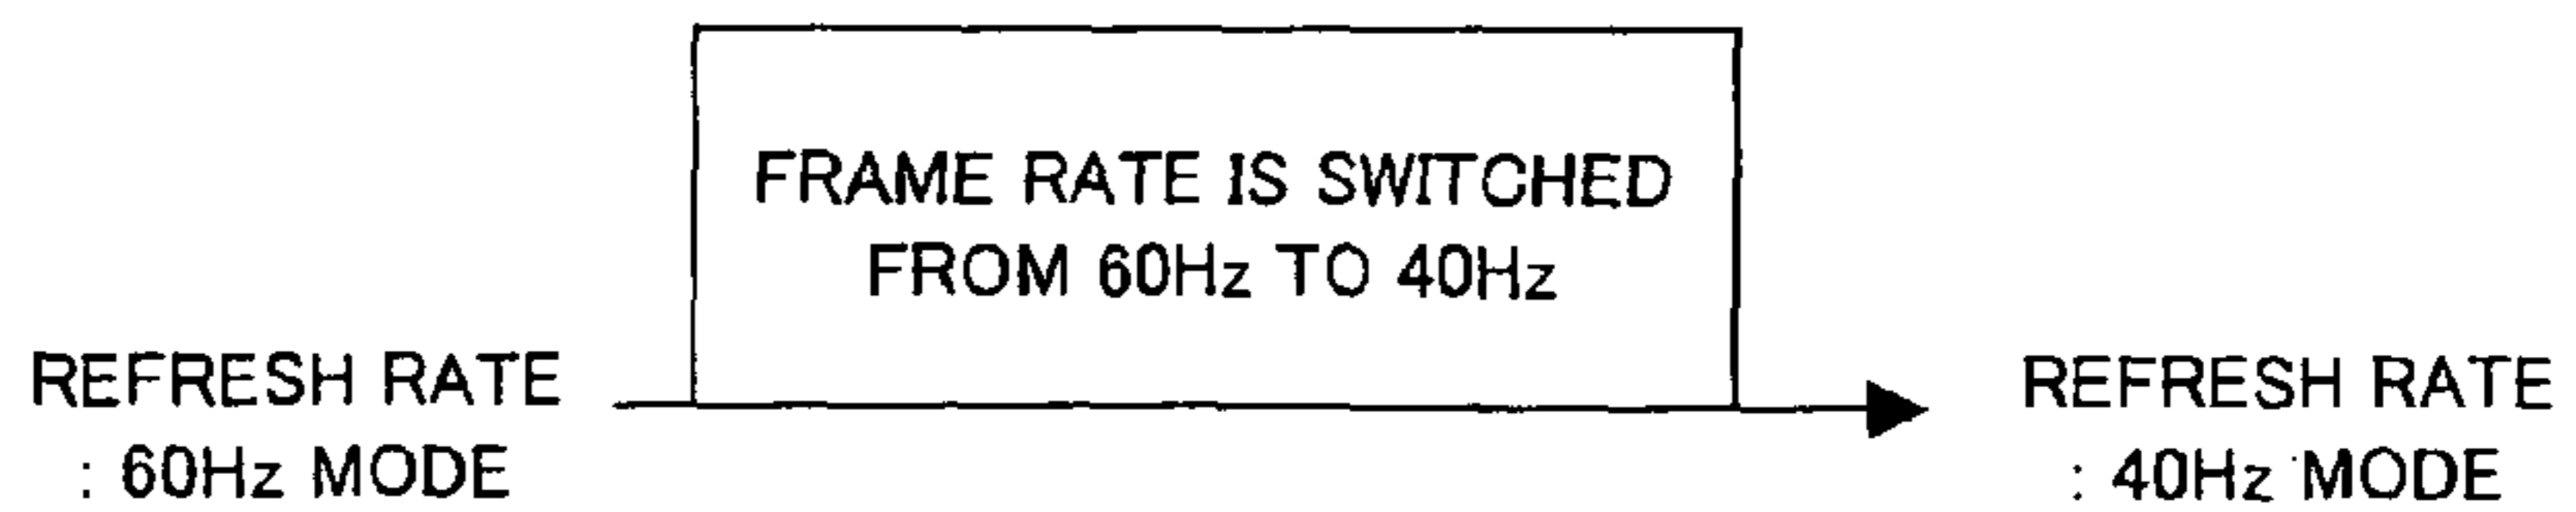 FRAME RATE IS SWITCHED
FROM 60Hz TO 40Hz
REFRESH RATE
: 60Hz MODE
REFRESH RATE
: 40Hz MODE